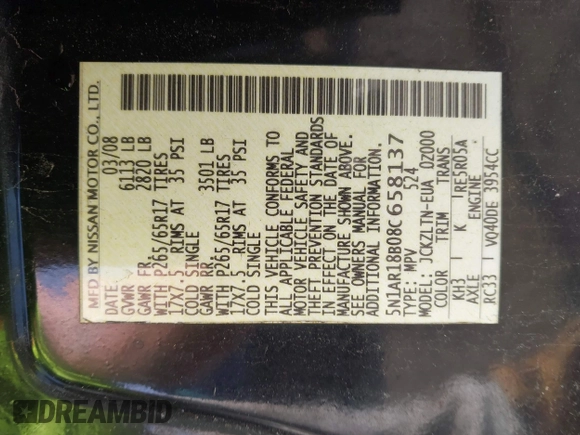 MFD BY NISSAN MOTOR CO., LTD.
DATE: 03/08
GVWR 6113 LB
GAWR FR 2820 LB
WITH P265/65R17 TIRES
17X7.5 RIMS AT 35 PSI
COLD SINGLE
GAWR RR 3501 LB
WITH P265/65R17 TIRES
17X7.5 RIMS AT 35 PSI
COLD SINGLE
THIS VEHICLE CONFORMS TO
ALL APPLICABLE FEDERAL
MOTOR VEHICLE SAFETY AND
THEFT PREVENTION STANDARDS
IN EFFECT ON THE DATE OF
MANUFACTURE SHOWN ABOVE.
SEE OWNERS MANUAL FOR
ADDITIONAL INFORMATION.
5N1AR18B08C658137
TYPE: MPV 524
MODEL: JCKZLTN-EUA DZ000
COLOR TRIM TRANS
KH3 K RE5R05A
AXLE ENGINE
RC33 VQ40DE 3954CC
DREAMBID